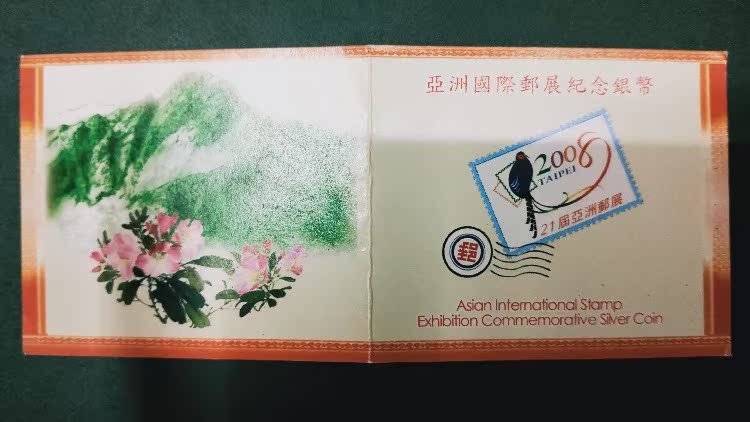 亞洲國際郵展紀念銀幣
2008
TAIPEI
21屆亞洲郵展
郵
Asian International Stamp
Exhibition Commemorative Silver Coin